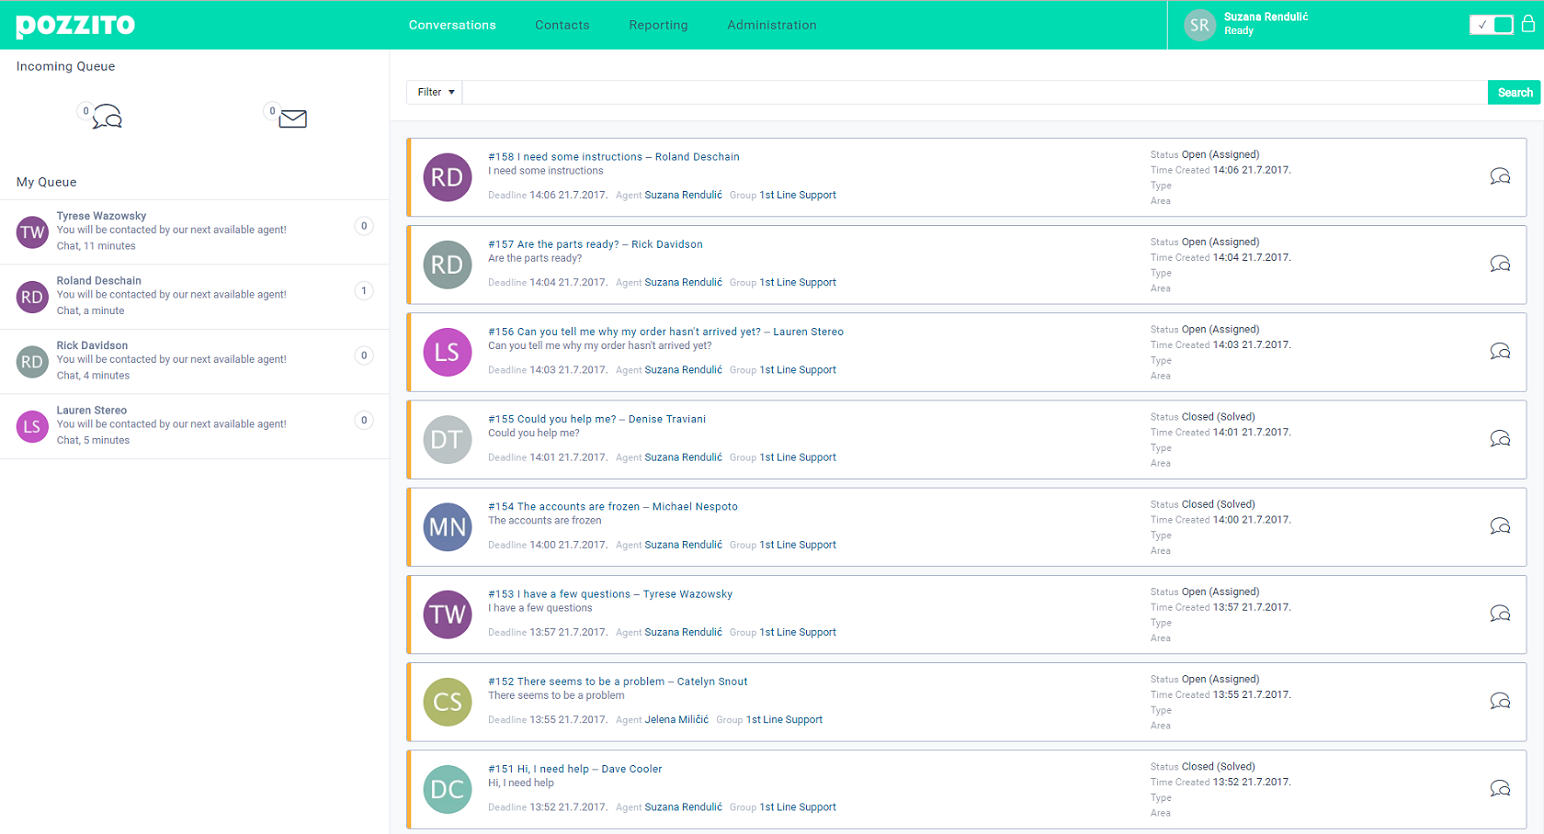 pozzito
Conversations Contacts Reporting Administration
SR Suzana Rendulić
Ready
Incoming Queue
0 0
My Queue
TW Tyrese Wazowsky
You will be contacted by our next available agent! 0
Chat, 11 minutes
RD Roland Deschain
You will be contacted by our next available agent! 1
Chat, a minute
RD Rick Davidson
You will be contacted by our next available agent! 0
Chat, 4 minutes
LS Lauren Stereo
You will be contacted by our next available agent! 0
Chat, 5 minutes
Filter Search
RD
#158 I need some instructions – Roland Deschain
I need some instructions
Deadline 14:06 21.7.2017. Agent Suzana Rendulić Group 1st Line Support
Status Open (Assigned)
Time Created 14:06 21.7.2017.
Type
Area
RD
#157 Are the parts ready? – Rick Davidson
Are the parts ready?
Deadline 14:04 21.7.2017. Agent Suzana Rendulić Group 1st Line Support
Status Open (Assigned)
Time Created 14:04 21.7.2017.
Type
Area
LS
#156 Can you tell me why my order hasn't arrived yet? – Lauren Stereo
Can you tell me why my order hasn't arrived yet?
Deadline 14:03 21.7.2017. Agent Suzana Rendulić Group 1st Line Support
Status Open (Assigned)
Time Created 14:03 21.7.2017.
Type
Area
DT
#155 Could you help me? – Denise Traviani
Could you help me?
Deadline 14:01 21.7.2017. Agent Suzana Rendulić Group 1st Line Support
Status Closed (Solved)
Time Created 14:01 21.7.2017.
Type
Area
MN
#154 The accounts are frozen – Michael Nespoto
The accounts are frozen
Deadline 14:00 21.7.2017. Agent Suzana Rendulić Group 1st Line Support
Status Closed (Solved)
Time Created 14:00 21.7.2017.
Type
Area
TW
#153 I have a few questions – Tyrese Wazowsky
I have a few questions
Deadline 13:57 21.7.2017. Agent Suzana Rendulić Group 1st Line Support
Status Open (Assigned)
Time Created 13:57 21.7.2017.
Type
Area
CS
#152 There seems to be a problem – Catelyn Snout
There seems to be a problem
Deadline 13:55 21.7.2017. Agent Jelena Miličić Group 1st Line Support
Status Open (Assigned)
Time Created 13:55 21.7.2017.
Type
Area
DC
#151 Hi, I need help – Dave Cooler
Hi, I need help
Deadline 13:52 21.7.2017. Agent Suzana Rendulić Group 1st Line Support
Status Closed (Solved)
Time Created 13:52 21.7.2017.
Type
Area